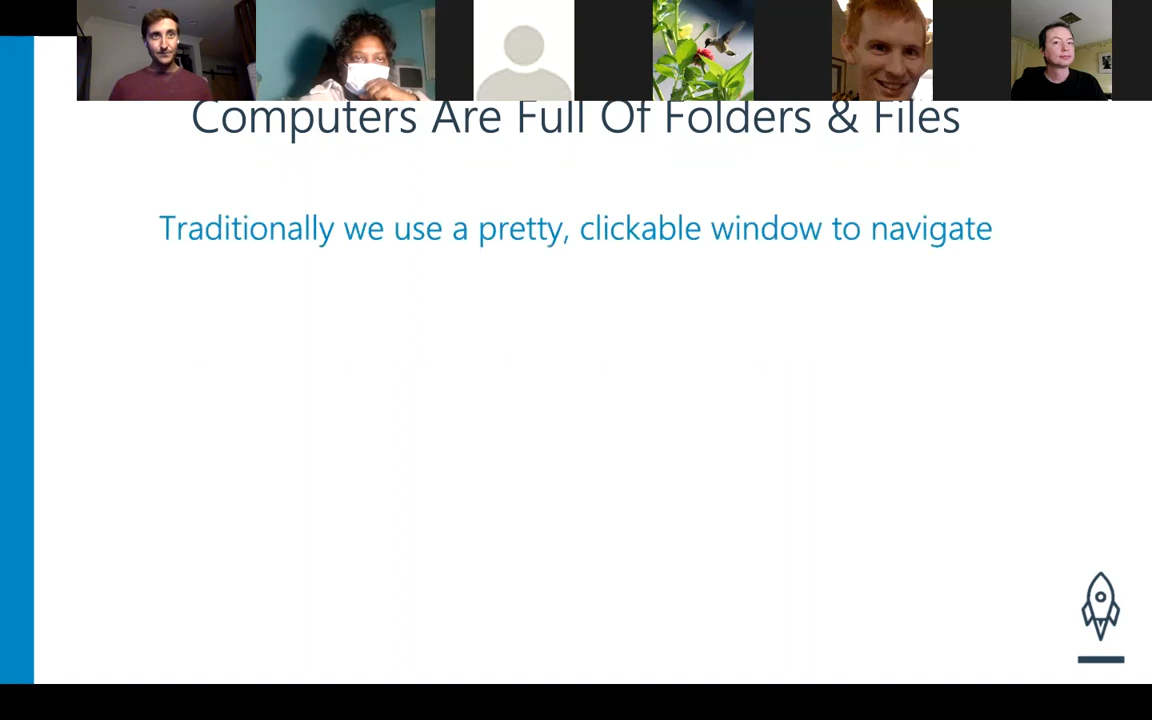 Computers Are Full Of Folders & Files
Traditionally we use a pretty, clickable window to navigate